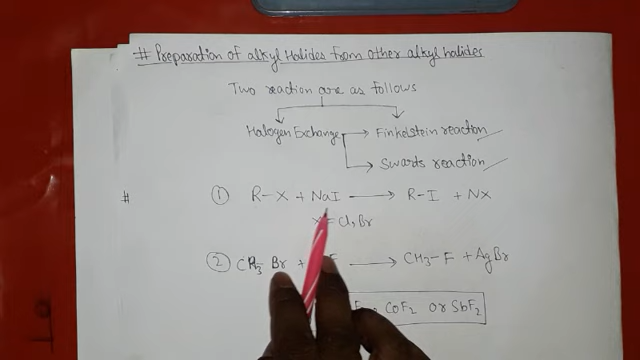 # Preparation of alkyl Halides from other alkyl halides
Two reaction are as follows
Halogen Exchange → Finkelstein reaction
→ Swarts reaction
# ① R-X + NaI → R-I + NX
Cl, Br
② CH₃- Br + F → CH₃-F + AgBr
CoF₂ Or SbF₂